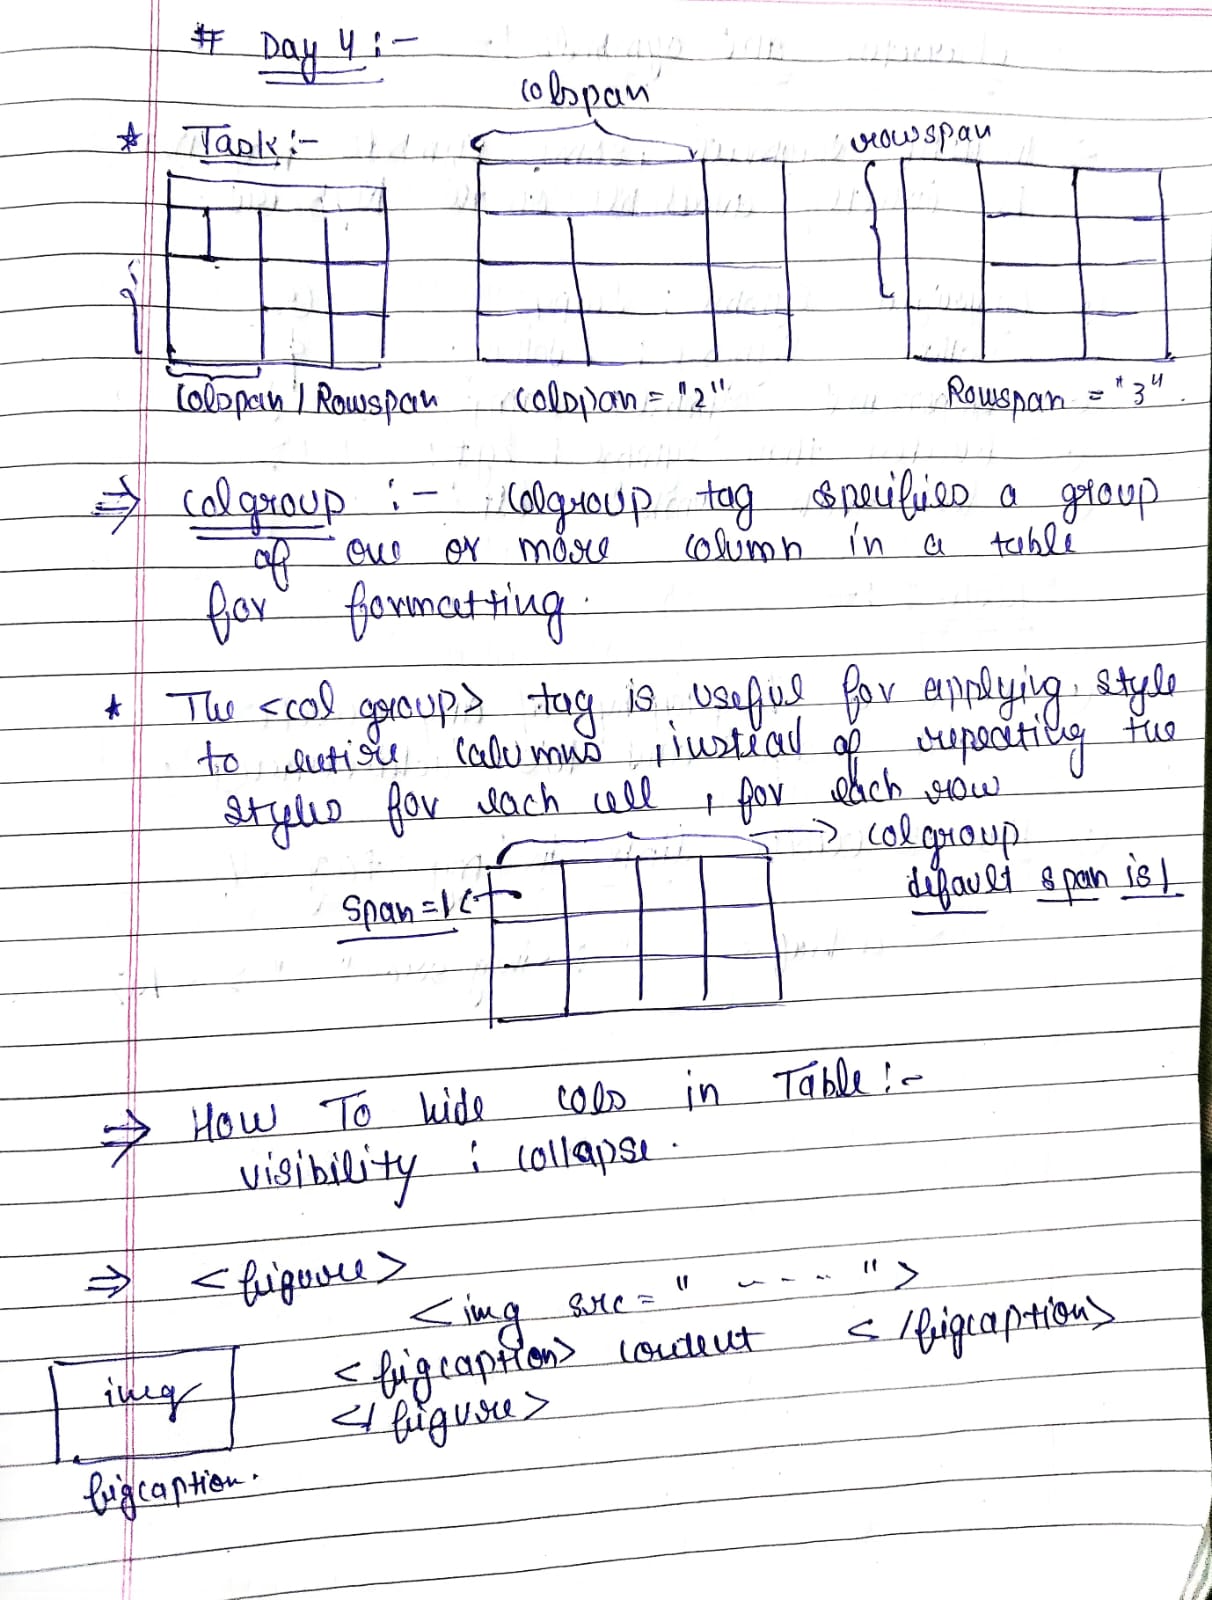 # Day 4 :-
colspan
* Task :-
rowspan
Colspan / Rowspan
Colspan = "2"
Rowspan = "3"
=> colgroup :- colgroup tag specifies a group
of one or more column in a table
for formatting.
* The <col group> tag is useful for applying style
to entire columns, instead of repeating the
styles for each cell, for each row
-> colgroup
default span is 1
Span=1
=> How To hide cols in Table :-
visibility : collapse.
=> <figure>
<img src=" ---- ">
<figcaption> content </figcaption>
</figure>
img
figcaption.